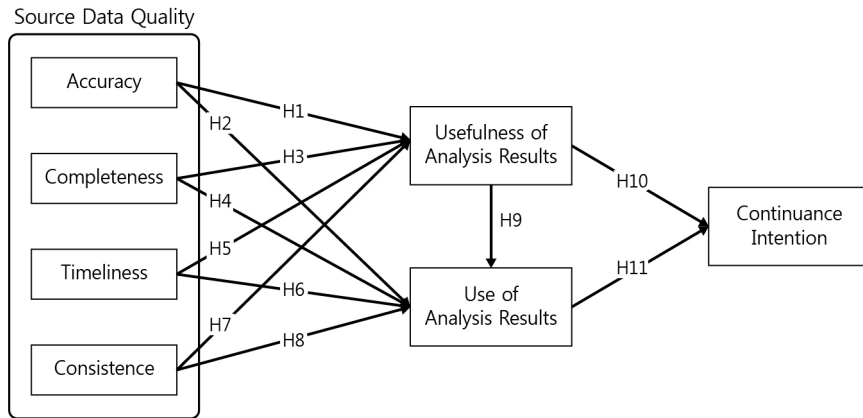 Source Data Quality
Accuracy
Completeness
Timeliness
Consistence
H1
H2
H3
H4
H5
H6
H7
H8
Usefulness of
Analysis Results
H9
Use of
Analysis Results
H10
H11
Continuance
Intention